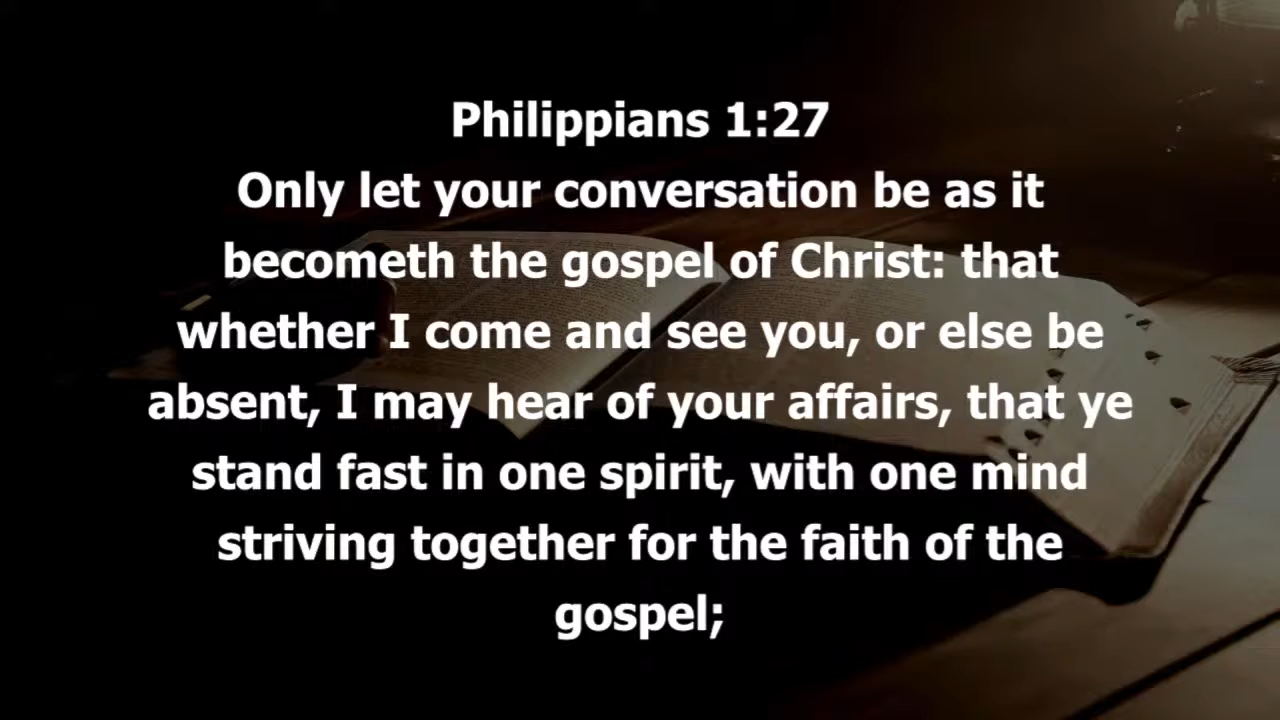 Philippians 1:27
Only let your conversation be as it
becometh the gospel of Christ: that
whether I come and see you, or else be
absent, I may hear of your affairs, that ye
stand fast in one spirit, with one mind
striving together for the faith of the
gospel;